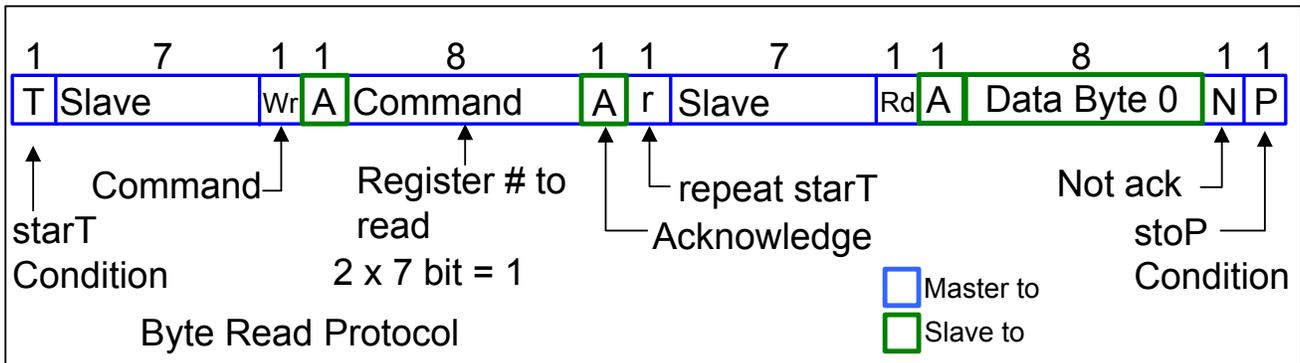 1 7 1 1 8 1 1 7 1 1 8 1 1
T Slave Wr A Command A r Slave Rd A Data Byte 0 N P
Command
Register # to
read
2 x 7 bit = 1
repeat starT
Acknowledge
Not ack
starT
Condition
stoP
Condition
Master to
Slave to
Byte Read Protocol